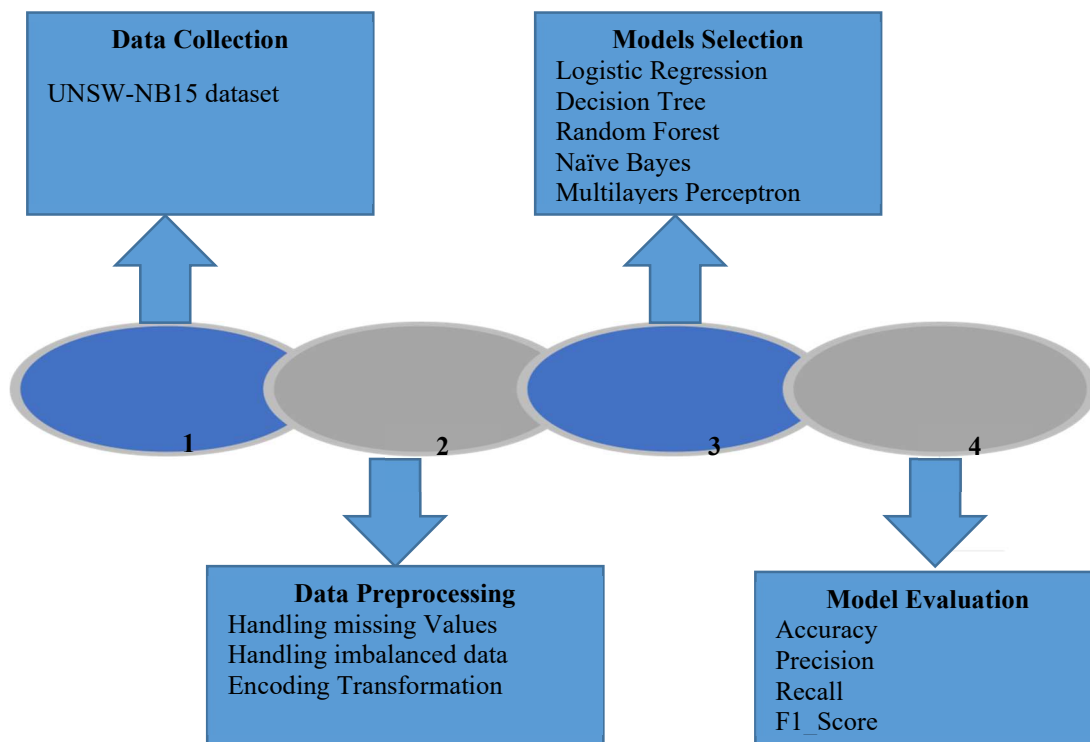 Data Collection
UNSW-NB15 dataset
Models Selection
Logistic Regression
Decision Tree
Random Forest
Naïve Bayes
Multilayers Perceptron
1
2
3
4
Data Preprocessing
Handling missing Values
Handling imbalanced data
Encoding Transformation
Model Evaluation
Accuracy
Precision
Recall
F1_Score